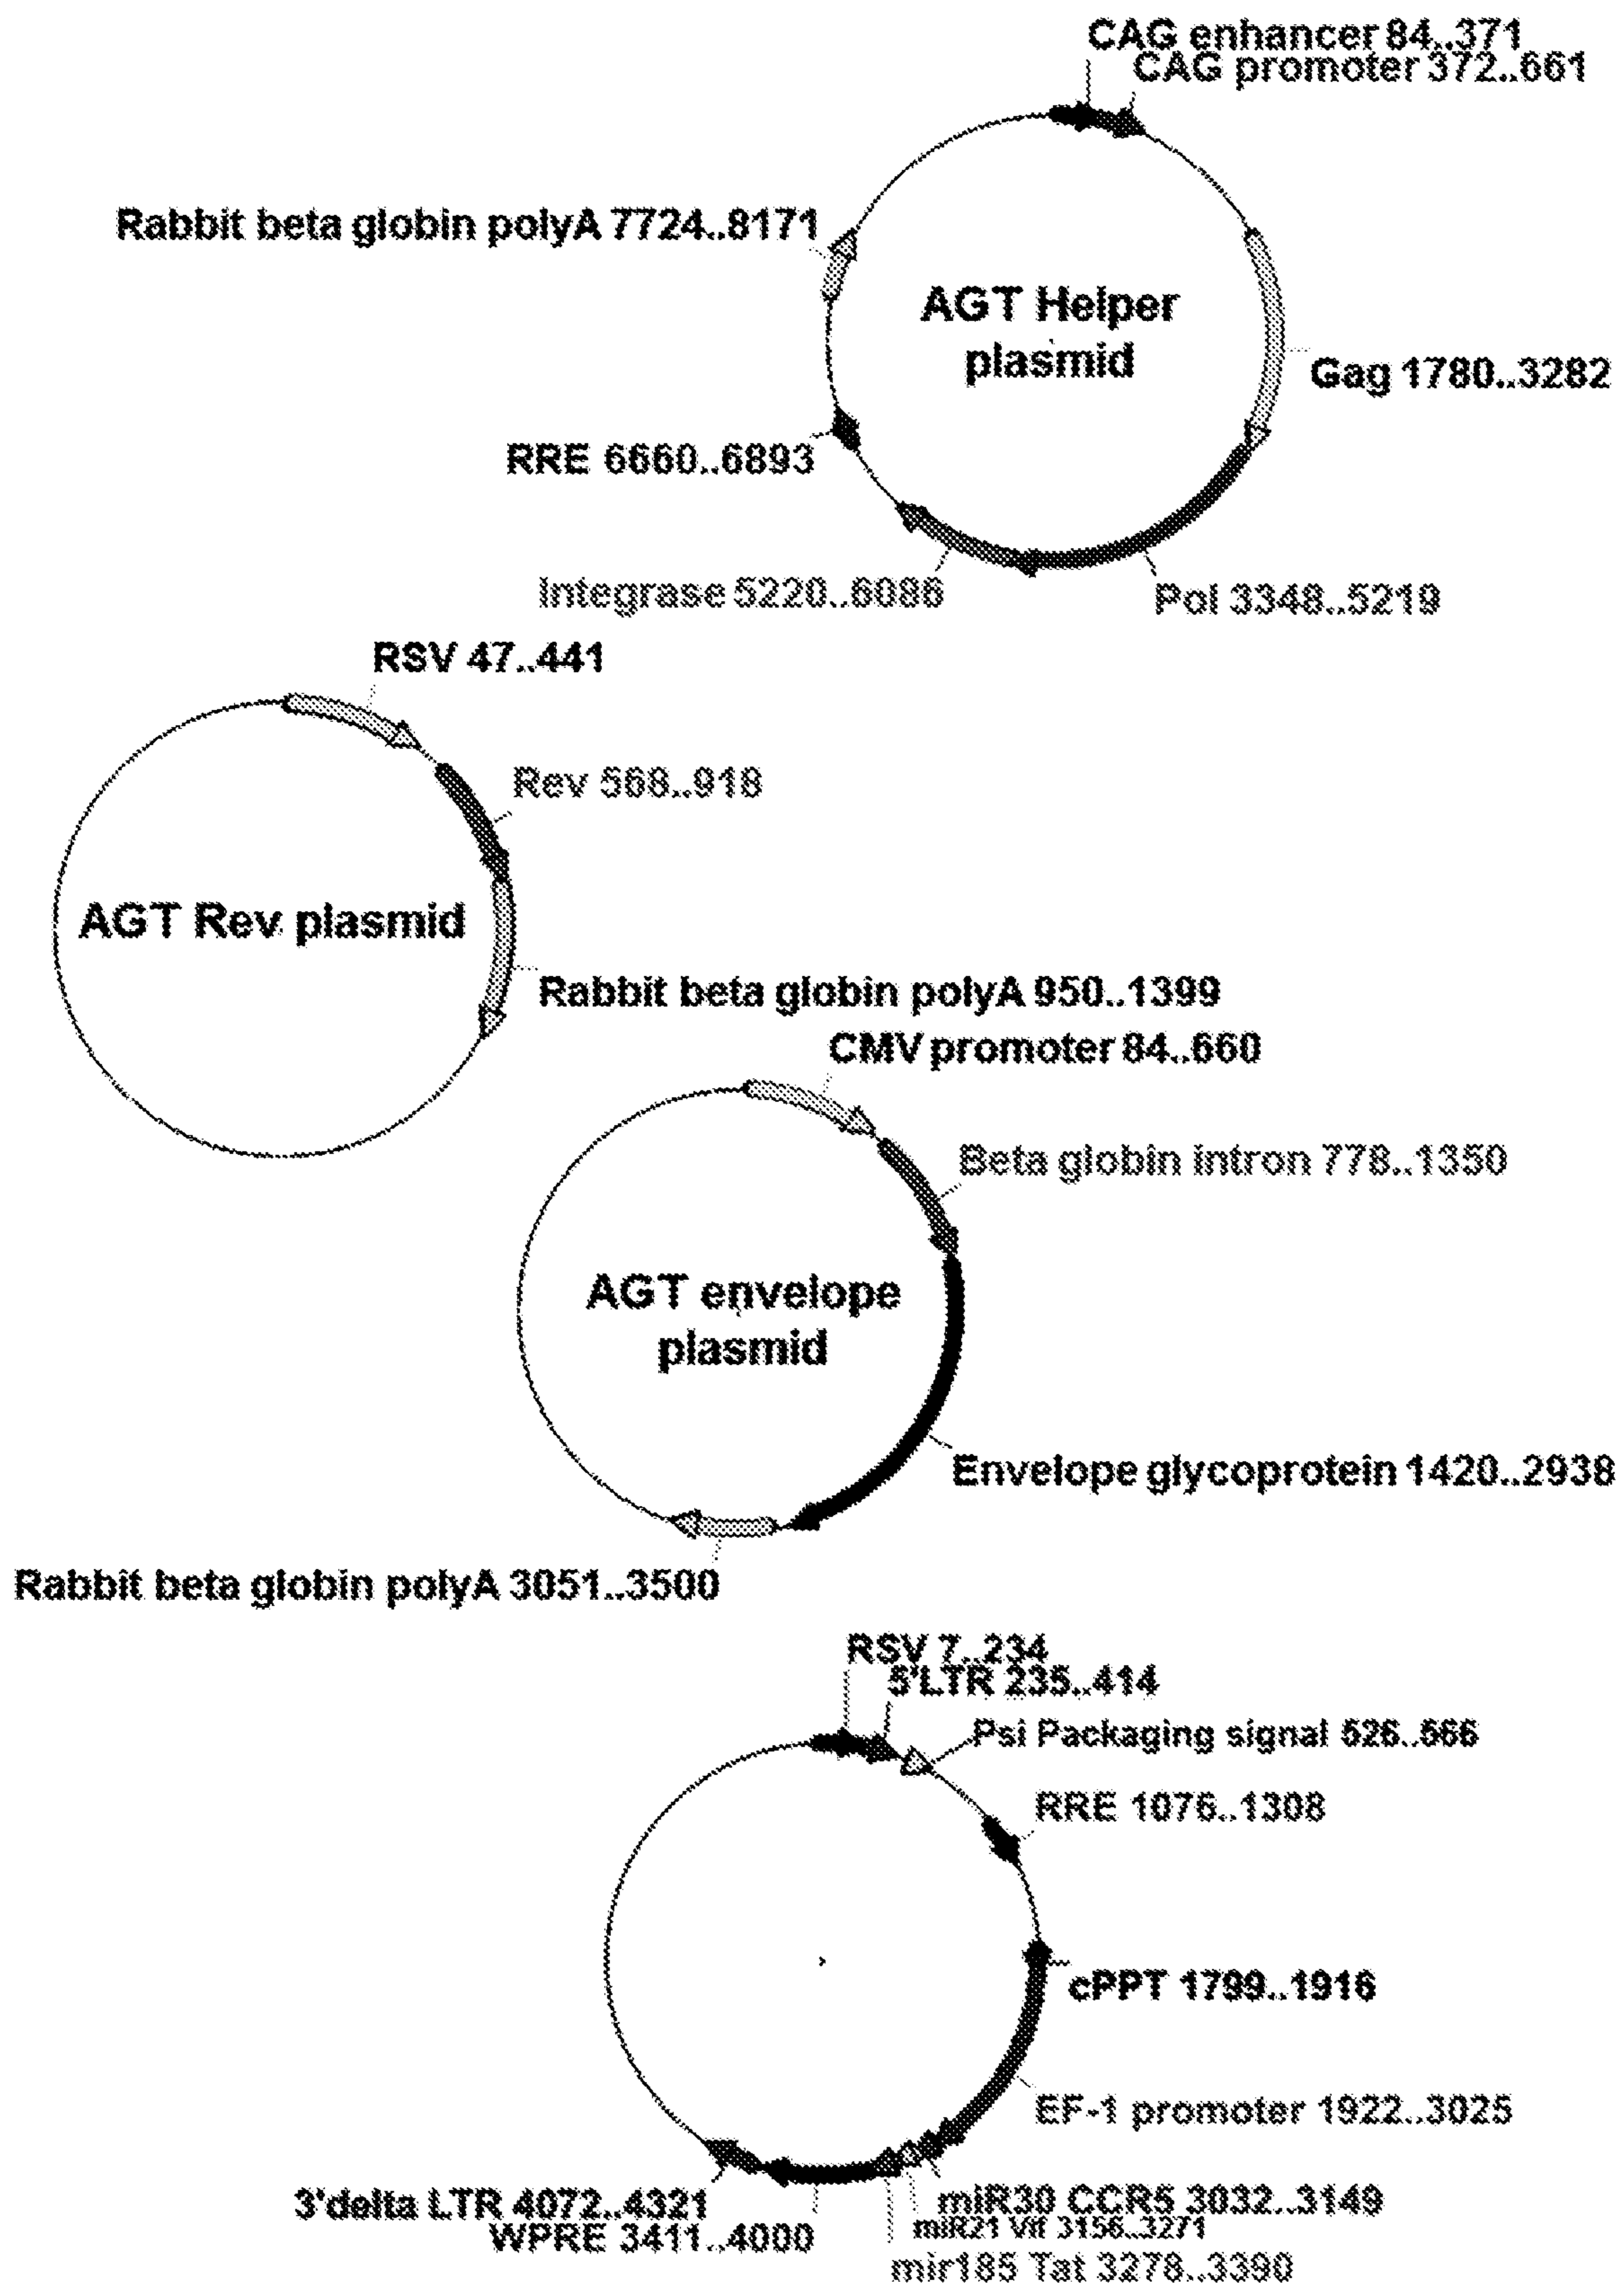 CAG enhancer 84..371
CAG promoter 372..661
Rabbit beta globin polyA 7724..8171
AGT Helper
plasmid
Gag 1780..3282
RRE 6660..6893
Integrase 5220..6086
Pol 3348..5219
RSV 47..441
Rev 568..918
AGT Rev plasmid
Rabbit beta globin polyA 950..1399
CMV promoter 84..660
Beta globin intron 778..1350
AGT envelope
plasmid
Envelope glycoprotein 1420..2938
Rabbit beta globin polyA 3051..3500
RSV 7..234
5'LTR 235..414
Psi Packaging signal 526..566
RRE 1076..1308
cPPT 1799..1916
EF-1 promoter 1922..3025
3'delta LTR 4072..4321
miR30 CCR5 3032..3149
WPRE 3411..4000
miR21 Vif 3156..3271
mir185 Tat 3278..3390